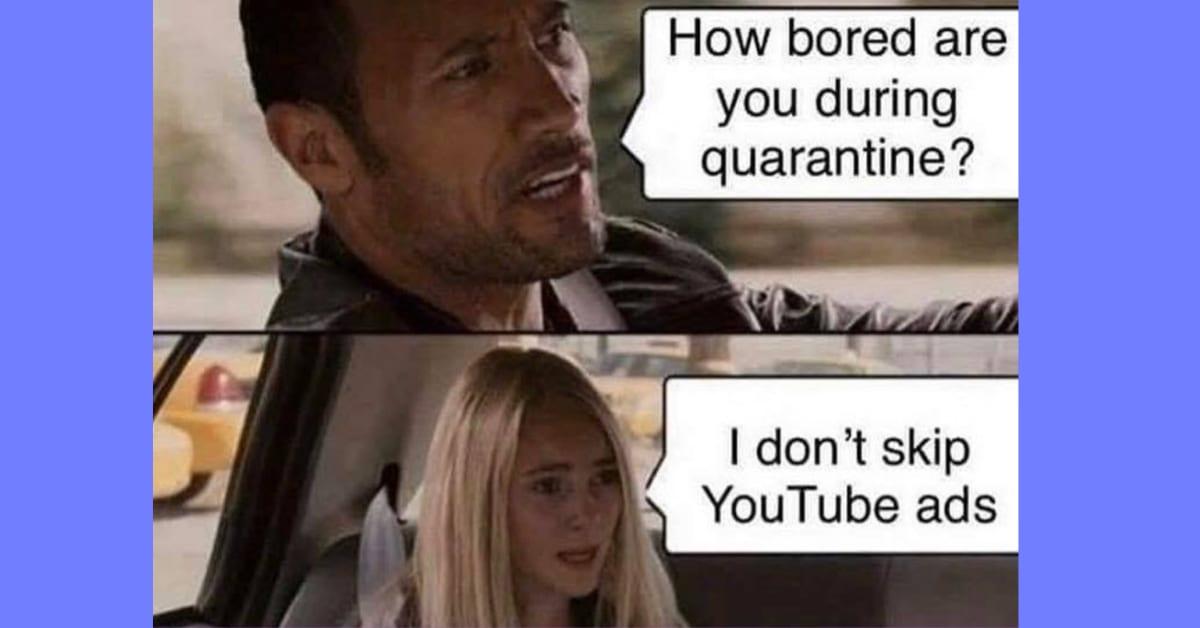 How bored are
you during
quarantine?
I don't skip
YouTube ads